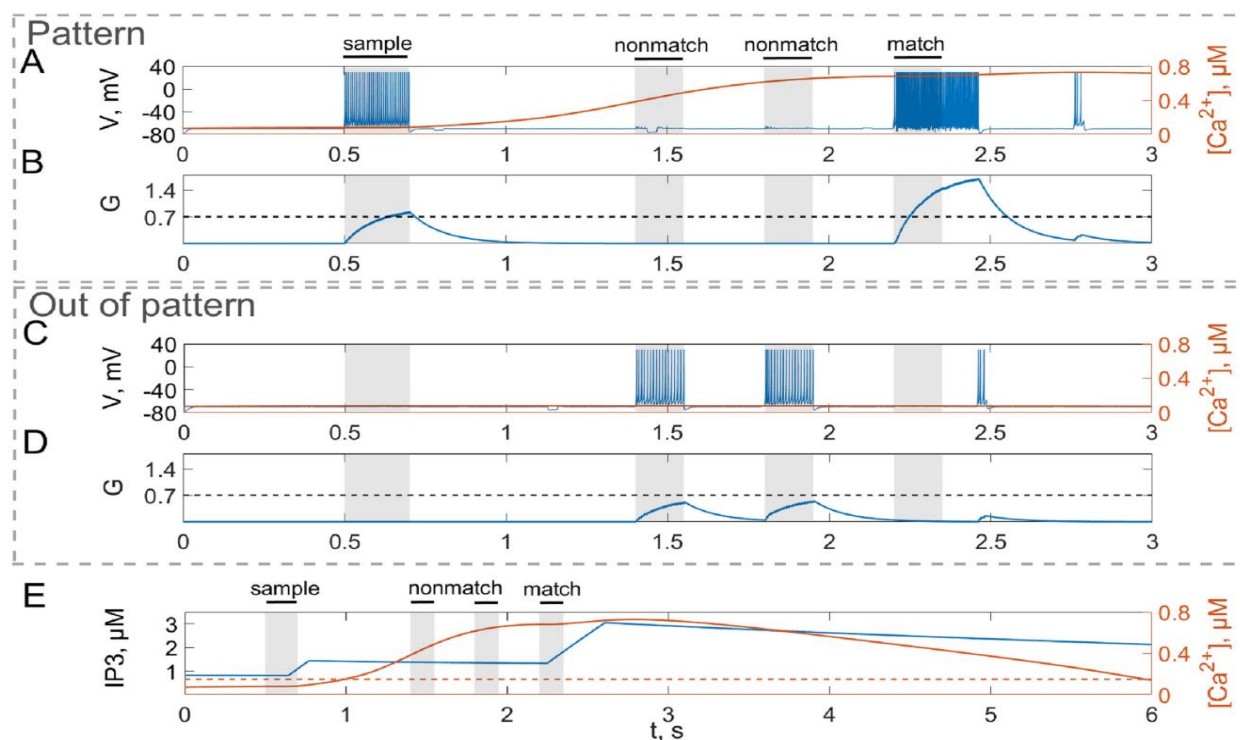 Pattern
sample nonmatch nonmatch match
A
V, mV
40
0
-40
-80
0.8
0.4
0
[Ca2+], μM
0 0.5 1 1.5 2 2.5 3
B
G
1.4
0.7
0 0.5 1 1.5 2 2.5 3
Out of pattern
C
V, mV
40
0
-40
-80
0.8
0.4
0
[Ca2+], μM
0 0.5 1 1.5 2 2.5 3
D
G
1.4
0.7
0 0.5 1 1.5 2 2.5 3
sample nonmatch match
E
IP3, μM
3
2
1
0.8
0.4
0
[Ca2+], μM
0 1 2 3 4 5 6
t, s